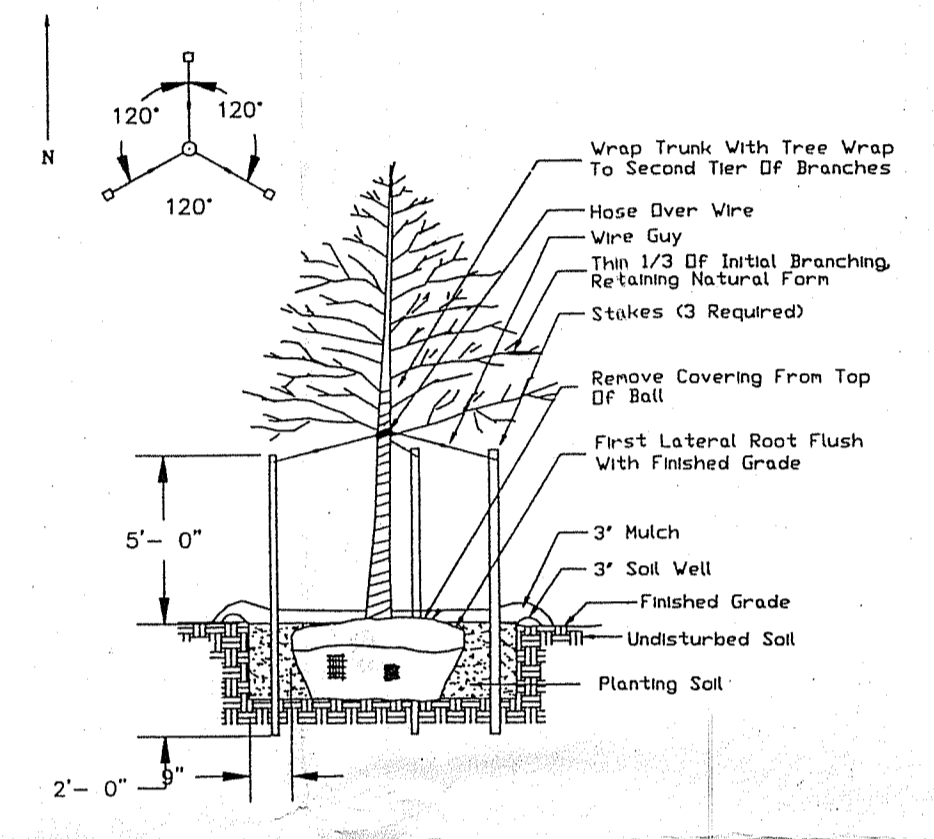 120°
120°
N
120°
Wrap Trunk With Tree Wrap
To Second Tier Of Branches
Hose Over Wire
Wire Guy
Thin 1/3 Of Initial Branching,
Retaining Natural Form
Stakes (3 Required)
Remove Covering From Top
Of Ball
First Lateral Root Flush
With Finished Grade
5'- 0"
3" Mulch
3" Soil Well
Finished Grade
Undisturbed Soil
Planting Soil
2'- 0"
9"